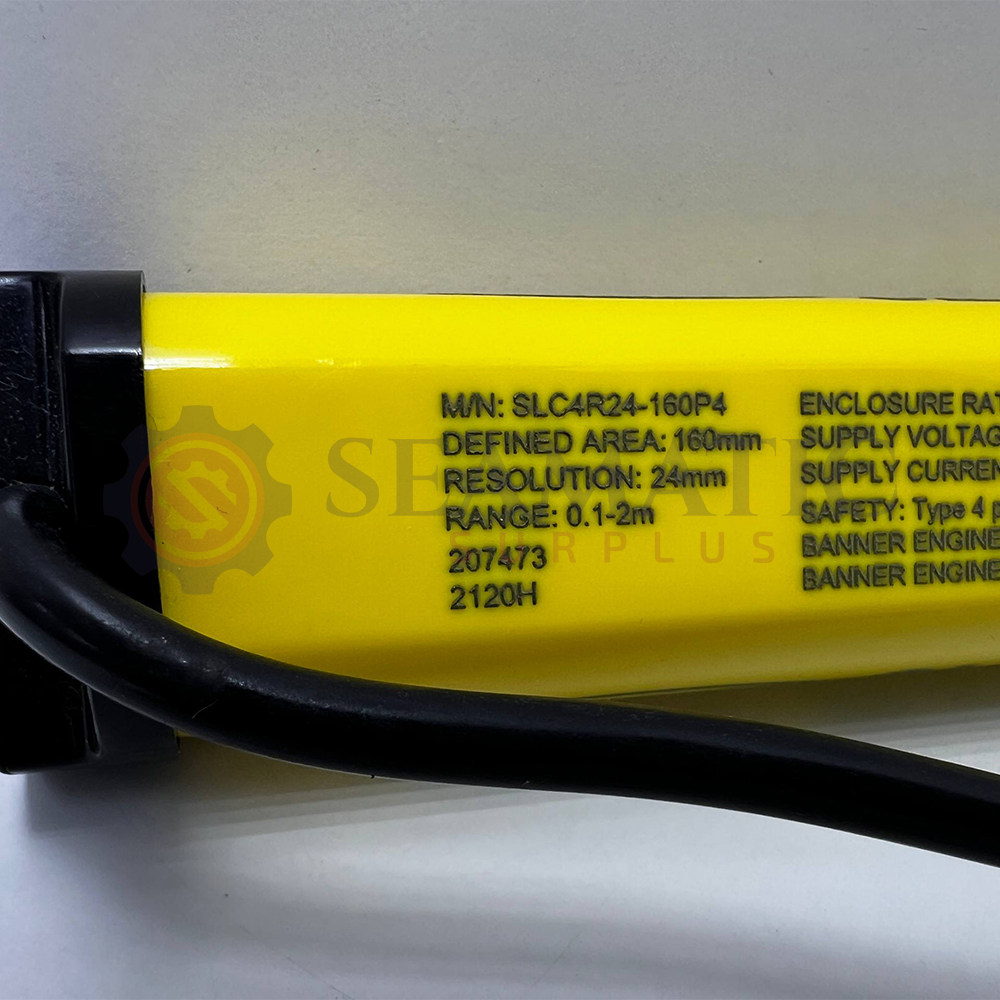 M/N: SLC4R24-160P4
DEFINED AREA: 160mm
RESOLUTION: 24mm
RANGE: 0.1-2m
207473
2120H
ENCLOSURE RAT
SUPPLY VOLTAG
SUPPLY CURREN
SAFETY: Type 4 p
BANNER ENGINE
BANNER ENGINE
SEAMATIC
SURPLUS